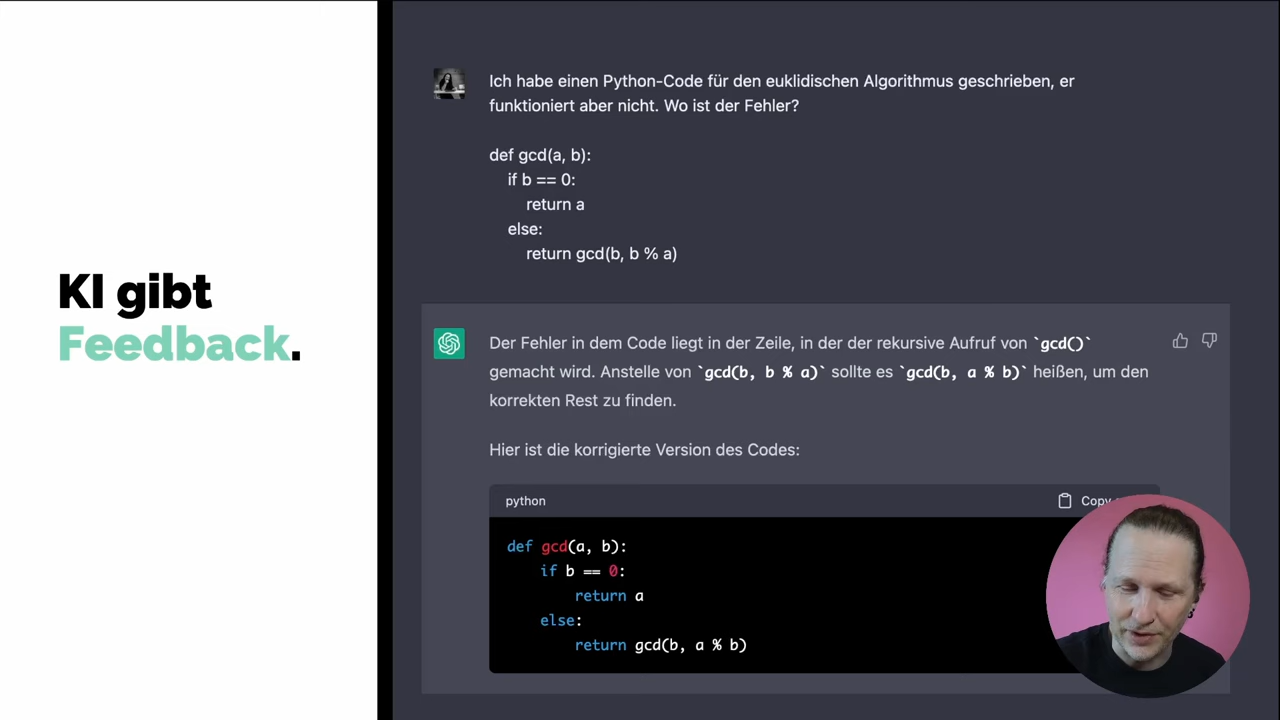 KI gibt
Feedback.
Ich habe einen Python-Code für den euklidischen Algorithmus geschrieben, er
funktioniert aber nicht. Wo ist der Fehler?
def gcd(a, b):
if b == 0:
return a
else:
return gcd(b, b % a)
Der Fehler in dem Code liegt in der Zeile, in der der rekursive Aufruf von `gcd()`
gemacht wird. Anstelle von `gcd(b, b % a)` sollte es `gcd(b, a % b)` heißen, um den
korrekten Rest zu finden.
Hier ist die korrigierte Version des Codes:
python
Copy
def gcd(a, b):
if b == 0:
return a
else:
return gcd(b, a % b)